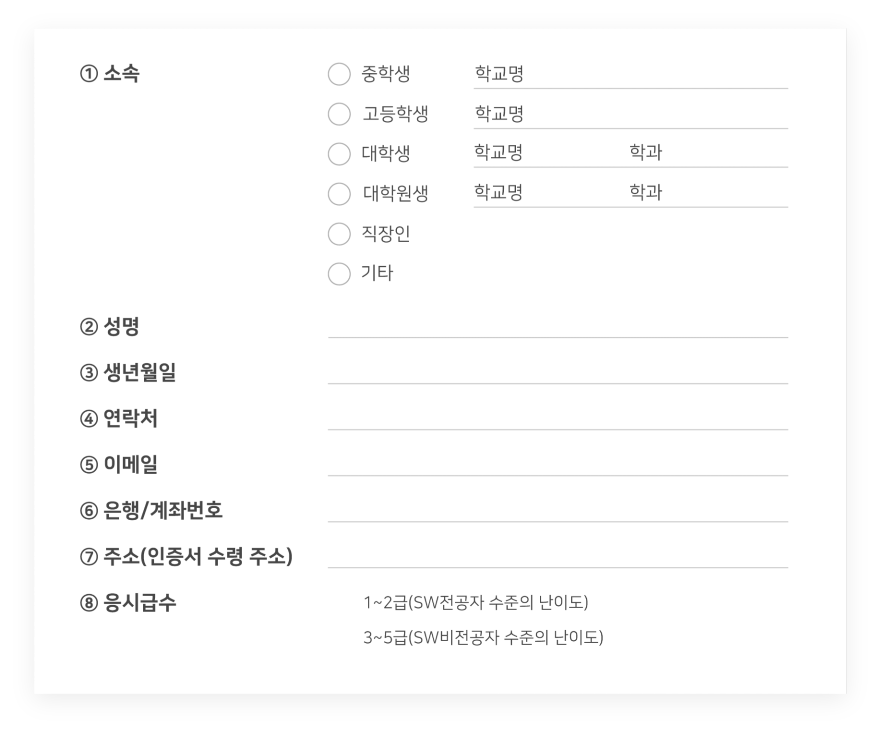 ① 소속
중학생 학교명
고등학생 학교명
대학생 학교명 학과
대학원생 학교명 학과
직장인
기타
② 성명
③ 생년월일
④ 연락처
⑤ 이메일
⑥ 은행/계좌번호
⑦ 주소(인증서 수령 주소)
⑧ 응시급수
1~2급(SW전공자 수준의 난이도)
3~5급(SW비전공자 수준의 난이도)